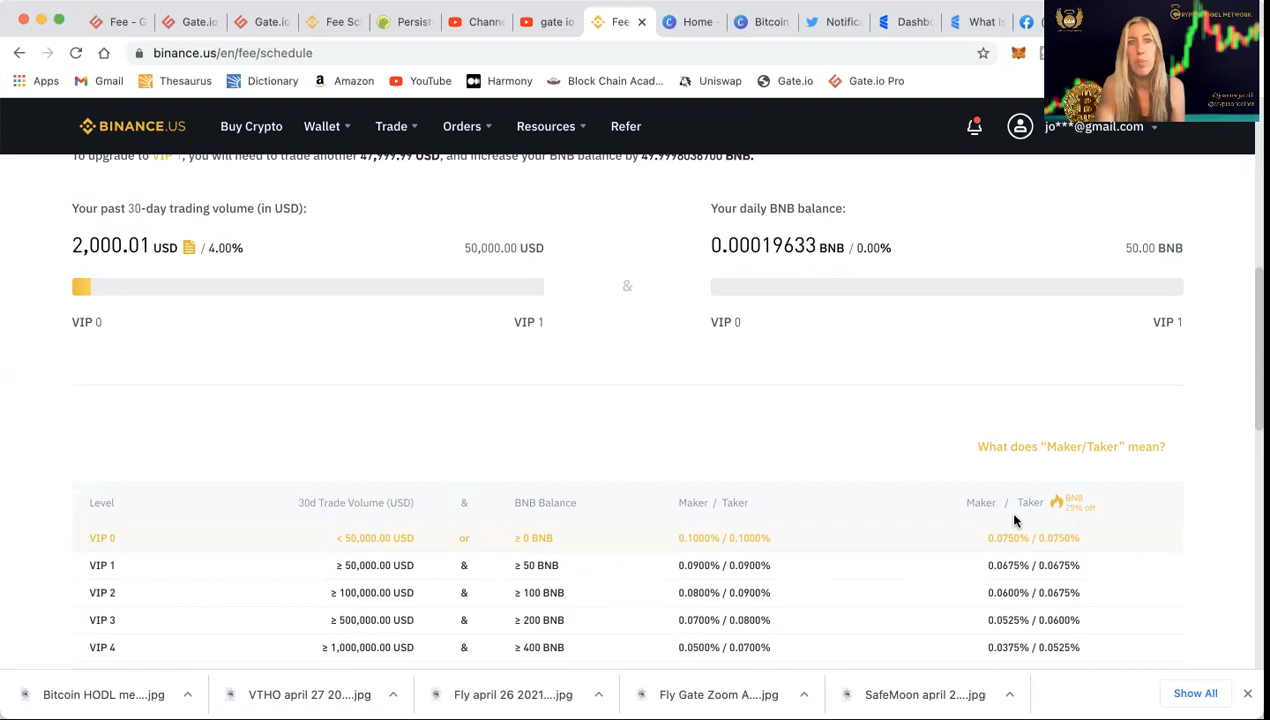 Fee - G
Gate.io
Gate.io
Fee Sc
Persist
Channe
gate io
Fee
Home -
Bitcoin
Notific
Dashb
What is
binance.us/en/fee/schedule
Apps
Gmail
Thesaurus
Dictionary
Amazon
YouTube
Harmony
Block Chain Acad...
Uniswap
Gate.io
Gate.io Pro
BINANCE.US
Buy Crypto
Wallet
Trade
Orders
Resources
Refer
jo***@gmail.com
To upgrade to VIP 1, you will need to trade another 47,999.99 USD, and increase your BNB balance by 49.9998036700 BNB.
Your past 30-day trading volume (in USD):
Your daily BNB balance:
2,000.01 USD / 4.00%
50,000.00 USD
0.00019633 BNB / 0.00%
50.00 BNB
&
VIP 0
VIP 1
VIP 0
VIP 1
What does “Maker/Taker” mean?
Level 30d Trade Volume (USD) & BNB Balance Maker / Taker Maker / Taker BNB
25% off
VIP 0 < 50,000.00 USD or ≥ 0 BNB 0.1000% / 0.1000% 0.0750% / 0.0750%
VIP 1 ≥ 50,000.00 USD & ≥ 50 BNB 0.0900% / 0.0900% 0.0675% / 0.0675%
VIP 2 ≥ 100,000.00 USD & ≥ 100 BNB 0.0800% / 0.0900% 0.0600% / 0.0675%
VIP 3 ≥ 500,000.00 USD & ≥ 200 BNB 0.0700% / 0.0800% 0.0525% / 0.0600%
VIP 4 ≥ 1,000,000.00 USD & ≥ 400 BNB 0.0500% / 0.0700% 0.0375% / 0.0525%
Bitcoin HODL me....jpg
VTHO april 27 20....jpg
Fly april 26 2021....jpg
Fly Gate Zoom A....jpg
SafeMoon april 2....jpg
Show All